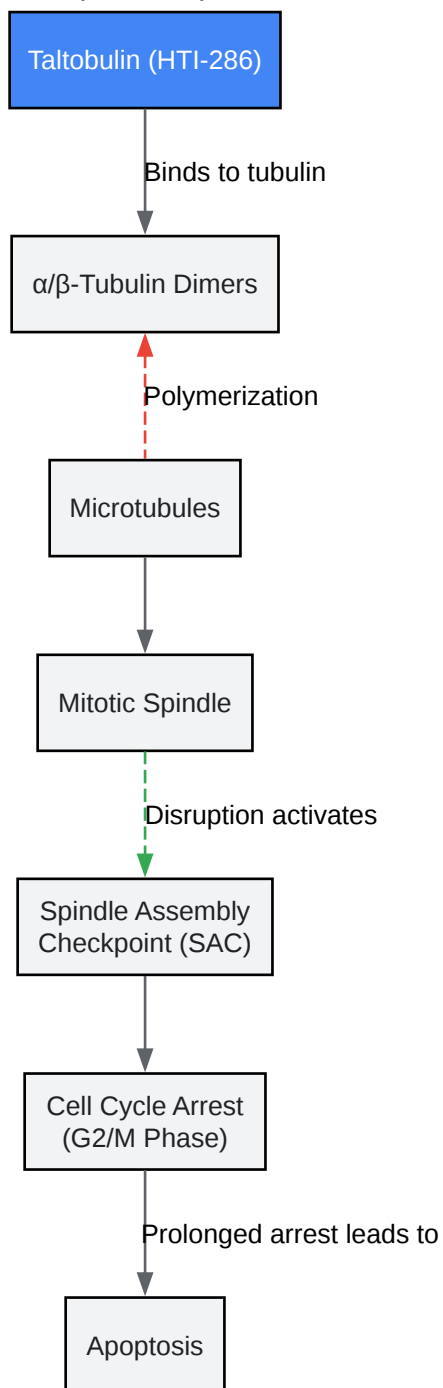 Taltobulin (HTI-286)
Binds to tubulin
α/β-Tubulin Dimers
Polymerization
Microtubules
Mitotic Spindle
Disruption activates
Spindle Assembly
Checkpoint (SAC)
Cell Cycle Arrest
(G2/M Phase)
Prolonged arrest leads to
Apoptosis